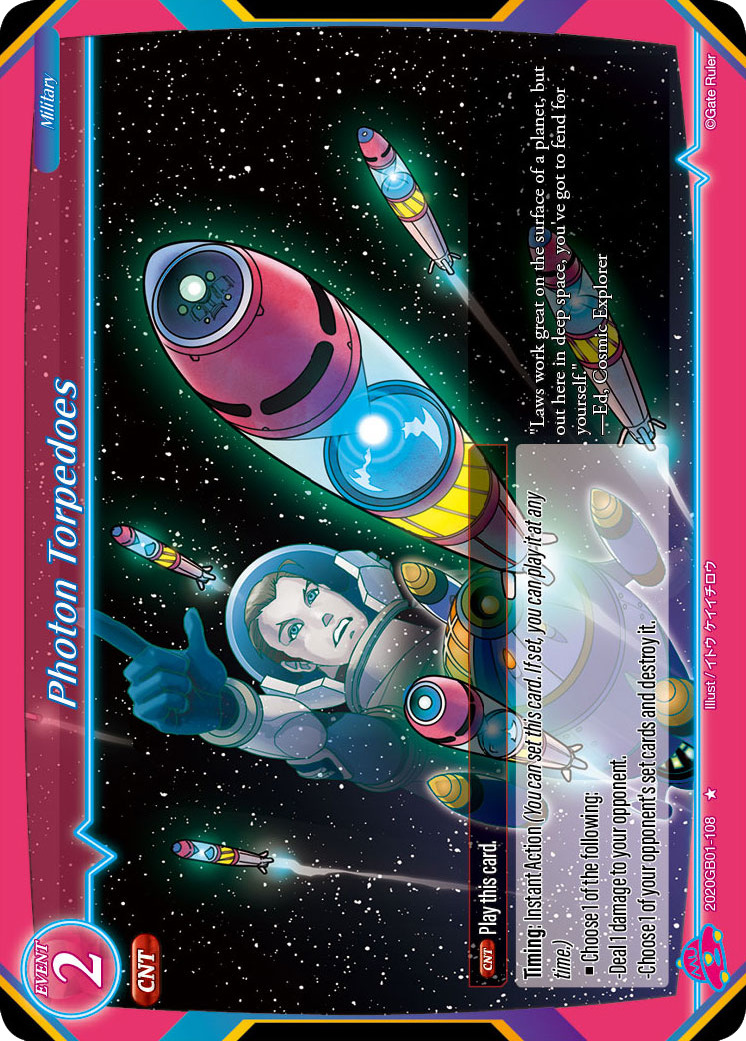 EVENT
2
Photon Torpedoes
Military
CNT
CNT Play this card.
Timing: Instant Action (You can set this card. If set, you can play it at any
time.)
■ Choose 1 of the following:
-Deal 1 damage to your opponent.
-Choose 1 of your opponent's set cards and destroy it.
"Laws work great on the surface of a planet, but
out here in deep space, you've got to fend for
yourself."
—Ed, Cosmic Explorer
2020GB01-108 ★
Illust / イトウ ケイイチロウ
©Gate Ruler